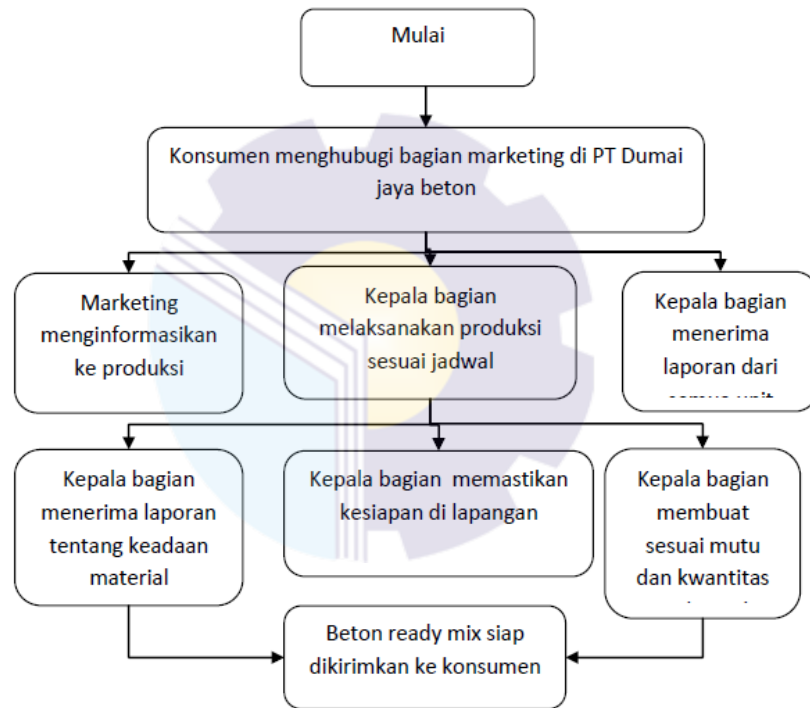 Mulai
Konsumen menghubugi bagian marketing di PT Dumai
jaya beton
Marketing
menginformasikan
ke produksi
Kepala bagian
melaksanakan produksi
sesuai jadwal
Kepala bagian
menerima
laporan dari
Kepala bagian
menerima laporan
tentang keadaan
material
Kepala bagian memastikan
kesiapan di lapangan
Kepala bagian
membuat
sesuai mutu
dan kwantitas
Beton ready mix siap
dikirimkan ke konsumen